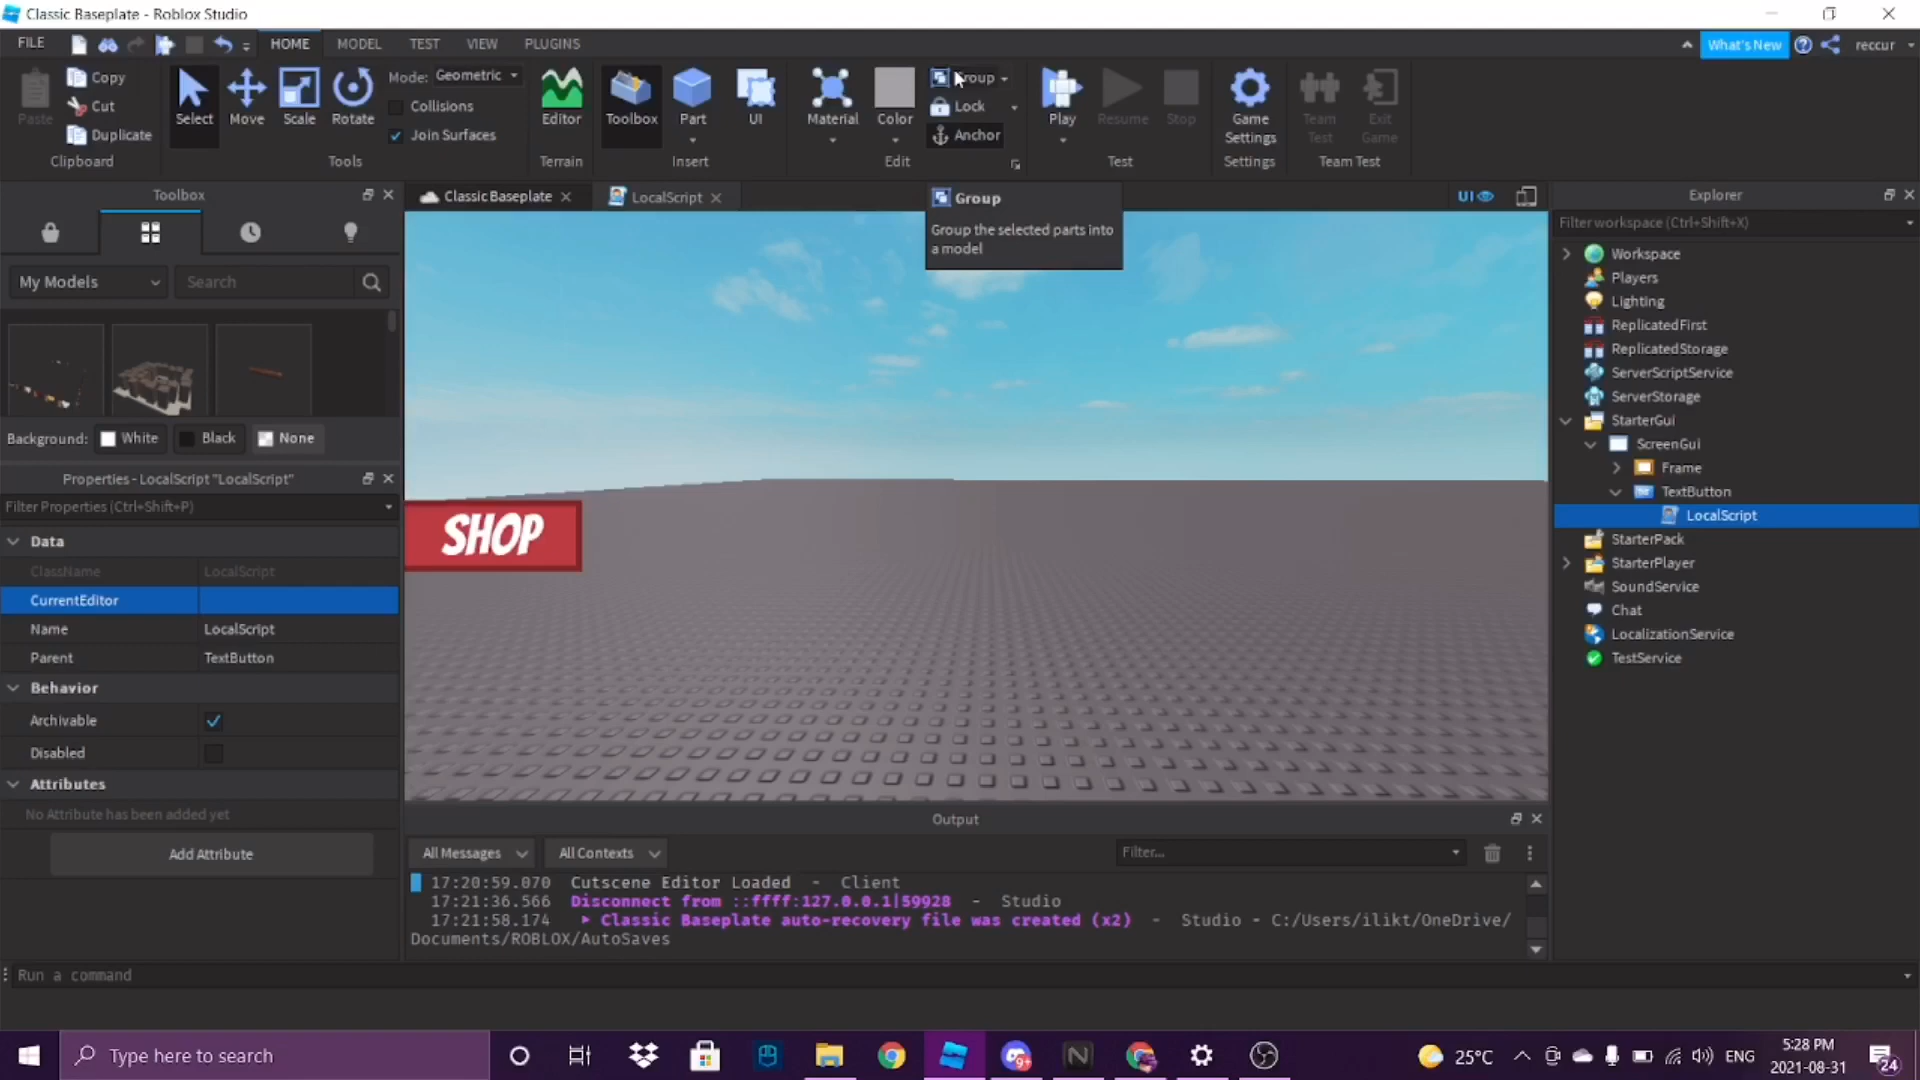 Classic Baseplate - Roblox Studio
FILE HOME MODEL TEST VIEW PLUGINS What's New reccur
Paste Copy Cut Duplicate Clipboard
Select Move Scale Rotate Mode: Geometric Collisions Join Surfaces Tools
Editor Terrain
Toolbox Part UI Insert
Material Color Group Lock Anchor Edit
Play Resume Stop Test
Game Settings Settings
Team Test Exit Game Team Test
Toolbox
My Models Search
Background: White Black None
Properties - LocalScript "LocalScript"
Filter Properties (Ctrl+Shift+P)
Data
ClassName LocalScript
CurrentEditor
Name LocalScript
Parent TextButton
Behavior
Archivable
Disabled
Attributes
No Attribute has been added yet
Add Attribute
Classic Baseplate LocalScript UI
Group
Group the selected parts into
a model
SHOP
Output
All Messages All Contexts Filter...
17:20:59.070 Cutscene Editor Loaded - Client
17:21:36.566 Disconnect from ::ffff:127.0.0.1|59928 - Studio
17:21:58.174 Classic Baseplate auto-recovery file was created (x2) - Studio - C:/Users/ilikt/OneDrive/
Documents/ROBLOX/AutoSaves
Explorer
Filter workspace (Ctrl+Shift+X)
Workspace
Players
Lighting
ReplicatedFirst
ReplicatedStorage
ServerScriptService
ServerStorage
StarterGui
ScreenGui
Frame
TextButton
LocalScript
StarterPack
StarterPlayer
SoundService
Chat
LocalizationService
TestService
Run a command
Type here to search
9+
25°C ENG
5:28 PM
2021-08-31
24